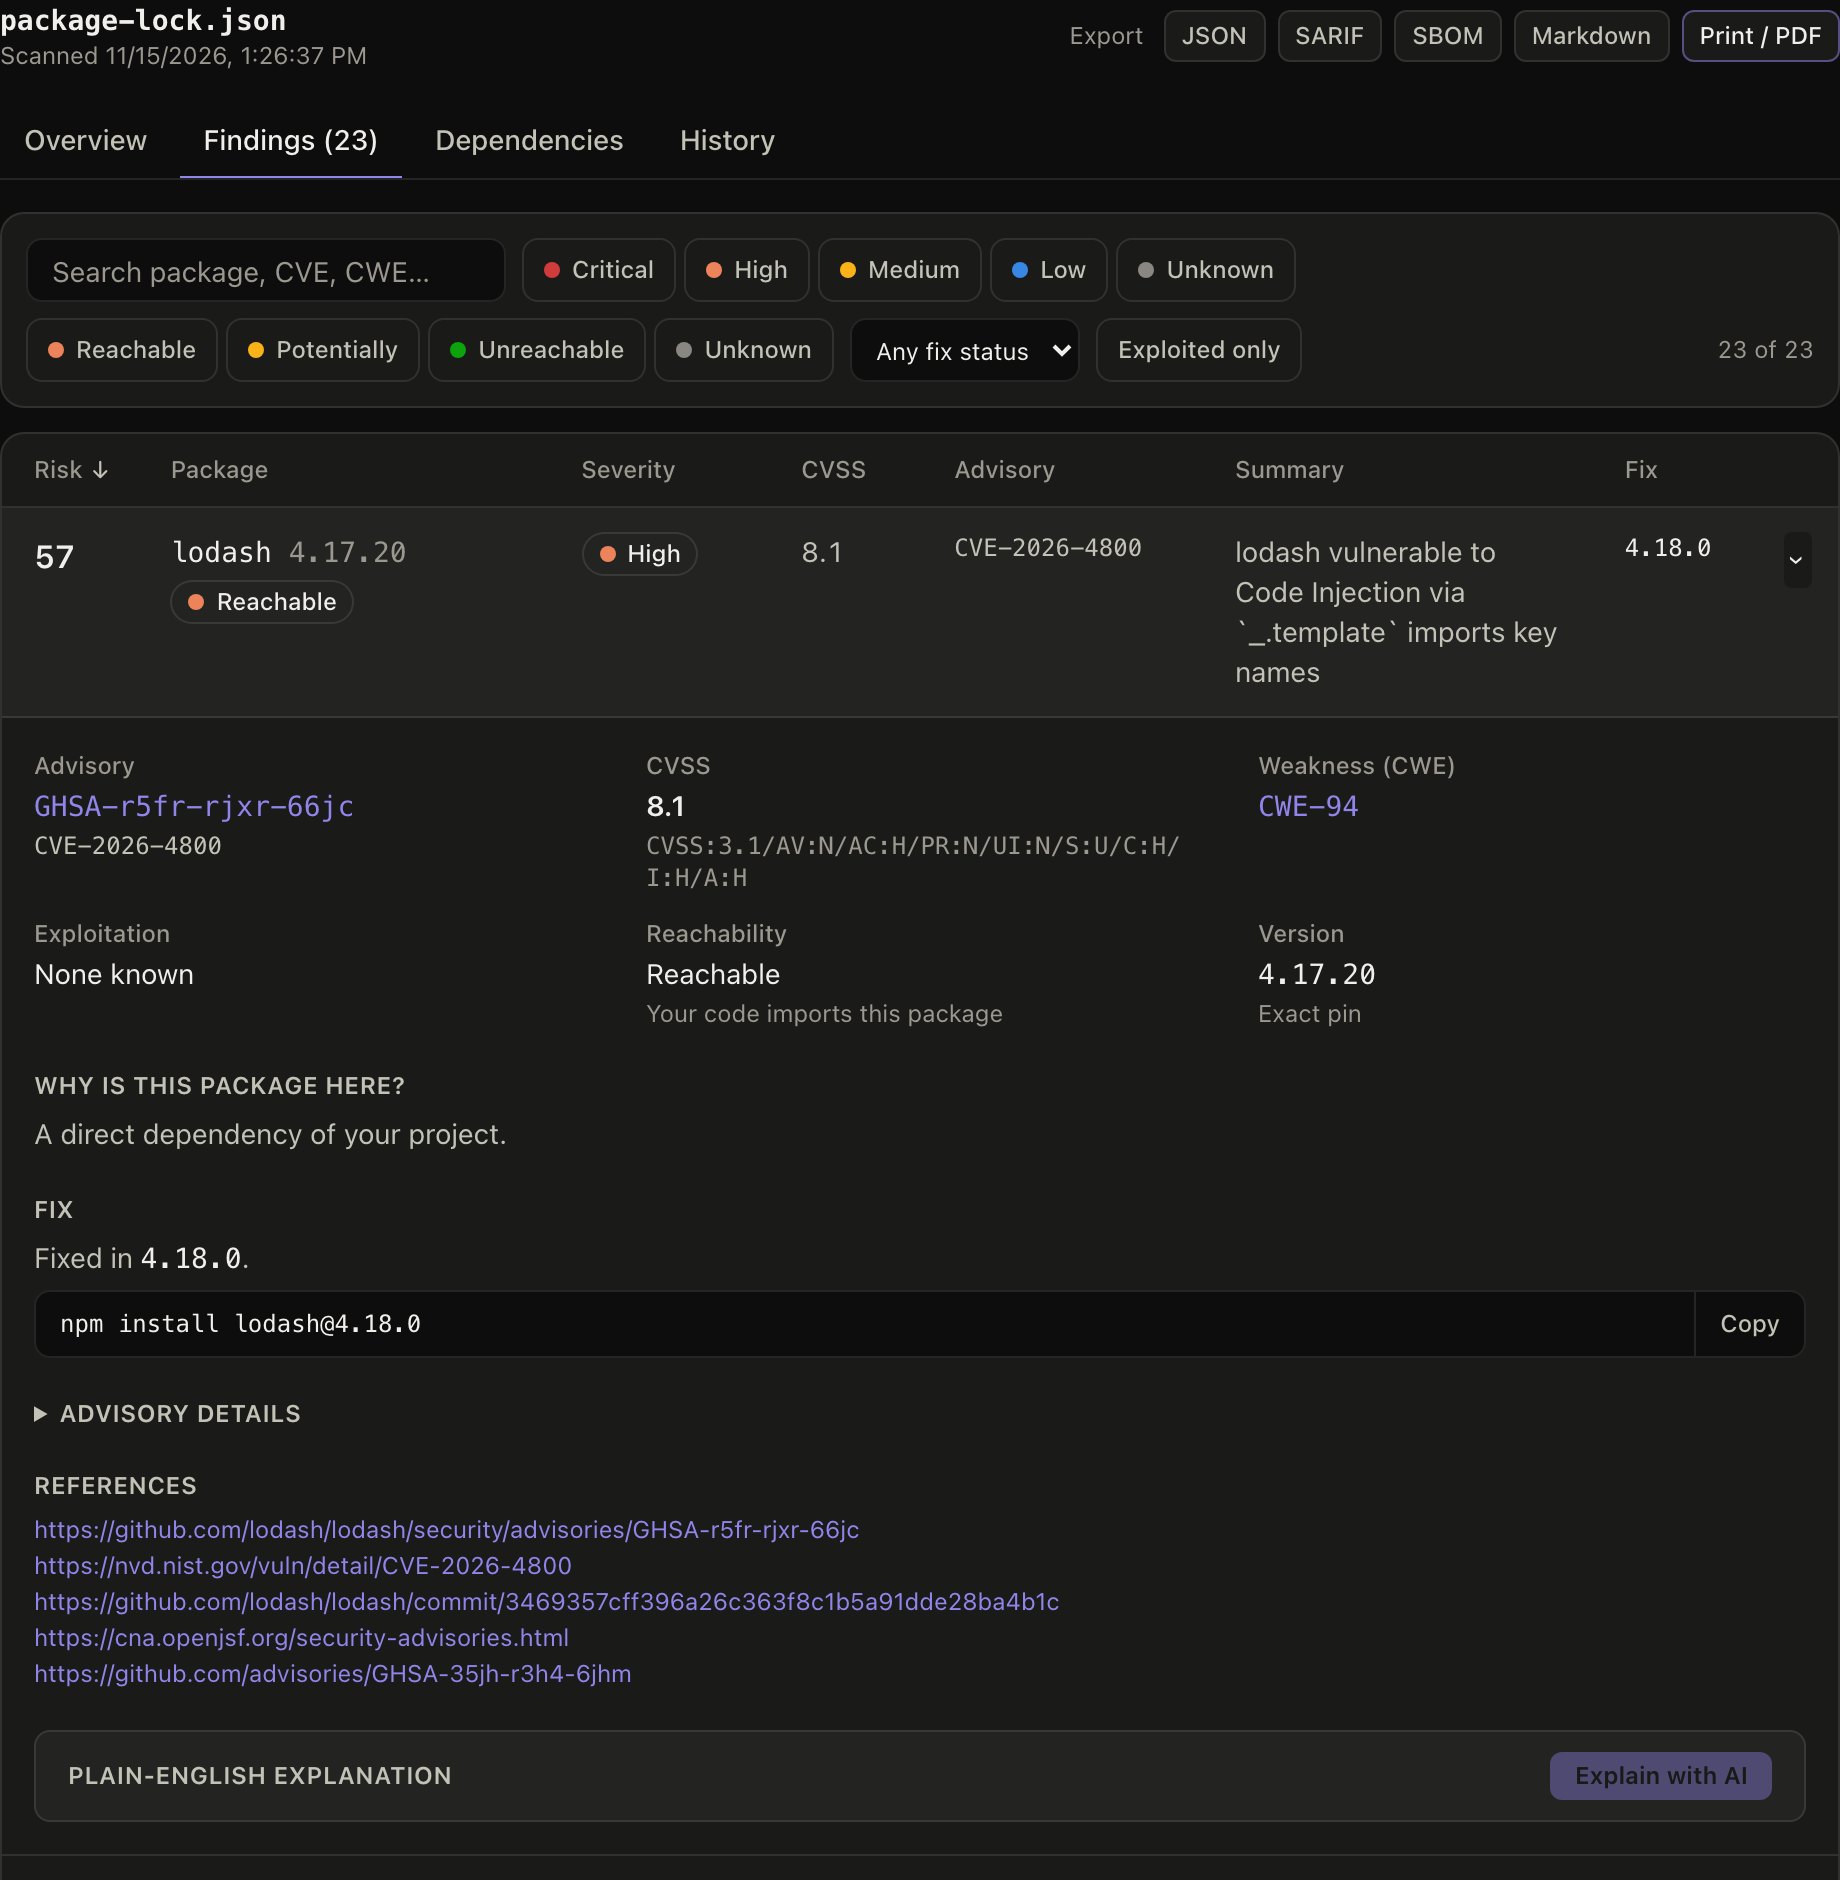 package-lock.json
Scanned 11/15/2026, 1:26:37 PM
Export JSON SARIF SBOM Markdown Print / PDF
Overview Findings (23) Dependencies History
Search package, CVE, CWE... Critical High Medium Low Unknown
Reachable Potentially Unreachable Unknown Any fix status Exploited only 23 of 23
Risk ↓ Package Severity CVSS Advisory Summary Fix
57 lodash 4.17.20 High 8.1 CVE-2026-4800 lodash vulnerable to 4.18.0
Reachable Code Injection via
`_.template` imports key
names
Advisory CVSS Weakness (CWE)
GHSA-r5fr-rjxr-66jc 8.1 CWE-94
CVE-2026-4800 CVSS:3.1/AV:N/AC:H/PR:N/UI:N/S:U/C:H/
I:H/A:H
Exploitation Reachability Version
None known Reachable 4.17.20
Your code imports this package Exact pin
WHY IS THIS PACKAGE HERE?
A direct dependency of your project.
FIX
Fixed in 4.18.0.
npm install lodash@4.18.0 Copy
▶ ADVISORY DETAILS
REFERENCES
https://github.com/lodash/lodash/security/advisories/GHSA-r5fr-rjxr-66jc
https://nvd.nist.gov/vuln/detail/CVE-2026-4800
https://github.com/lodash/lodash/commit/3469357cff396a26c363f8c1b5a91dde28ba4b1c
https://cna.openjsf.org/security-advisories.html
https://github.com/advisories/GHSA-35jh-r3h4-6jhm
PLAIN-ENGLISH EXPLANATION Explain with AI